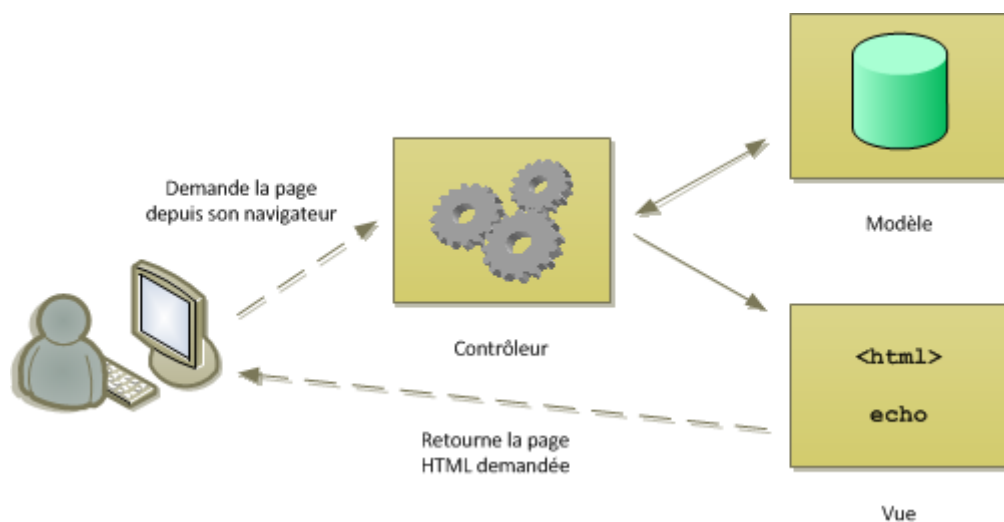 Demande la page
depuis son navigateur
Contrôleur
Modèle
<html>
echo
Vue
Retourne la page
HTML demandée